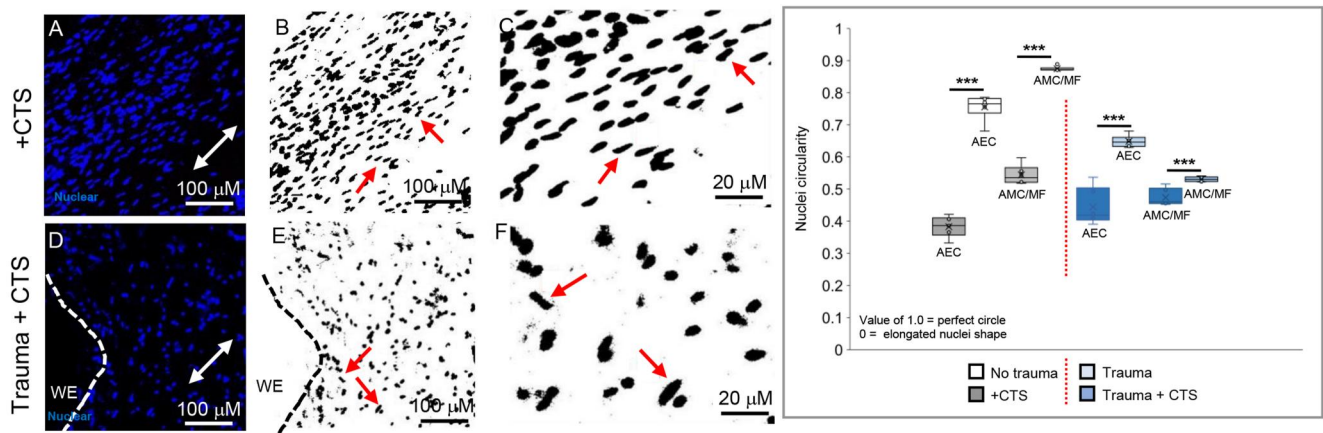 +CTS
A
Nuclear
100 μM
B
100 μM
C
20 μM
Trauma + CTS
D
WE
Nuclear
100 μM
E
WE
100 μM
F
20 μM
Nuclei circularity
1
0.9
0.8
0.7
0.6
0.5
0.4
0.3
0.2
0.1
0
***
AMC/MF
***
AEC
AMC/MF
AEC
***
AEC
***
AMC/MF
AMC/MF
AEC
Value of 1.0 = perfect circle
0 = elongated nuclei shape
No trauma
+CTS
Trauma
Trauma + CTS